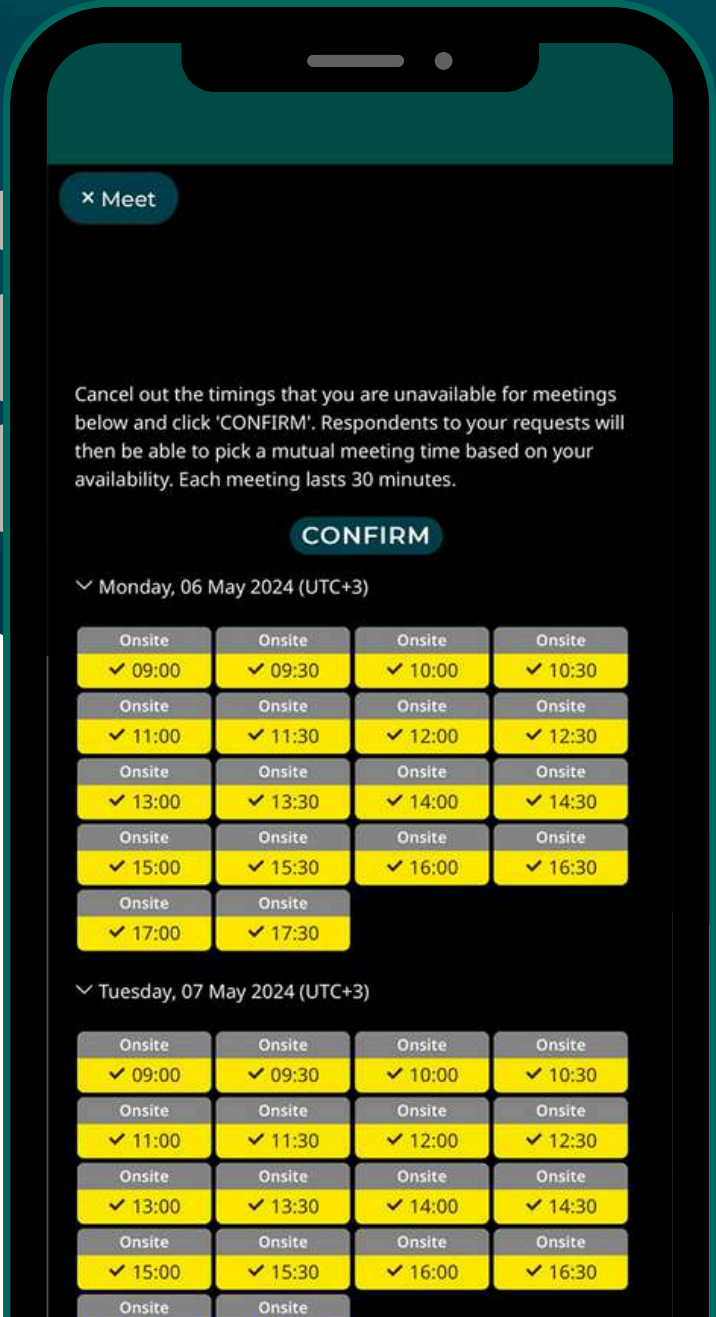 × Meet
Cancel out the timings that you are unavailable for meetings
below and click 'CONFIRM'. Respondents to your requests will
then be able to pick a mutual meeting time based on your
availability. Each meeting lasts 30 minutes.
CONFIRM
Monday, 06 May 2024 (UTC+3)
Onsite Onsite Onsite Onsite
✓ 09:00 ✓ 09:30 ✓ 10:00 ✓ 10:30
Onsite Onsite Onsite Onsite
✓ 11:00 ✓ 11:30 ✓ 12:00 ✓ 12:30
Onsite Onsite Onsite Onsite
✓ 13:00 ✓ 13:30 ✓ 14:00 ✓ 14:30
Onsite Onsite Onsite Onsite
✓ 15:00 ✓ 15:30 ✓ 16:00 ✓ 16:30
Onsite Onsite
✓ 17:00 ✓ 17:30
Tuesday, 07 May 2024 (UTC+3)
Onsite Onsite Onsite Onsite
✓ 09:00 ✓ 09:30 ✓ 10:00 ✓ 10:30
Onsite Onsite Onsite Onsite
✓ 11:00 ✓ 11:30 ✓ 12:00 ✓ 12:30
Onsite Onsite Onsite Onsite
✓ 13:00 ✓ 13:30 ✓ 14:00 ✓ 14:30
Onsite Onsite Onsite Onsite
✓ 15:00 ✓ 15:30 ✓ 16:00 ✓ 16:30
Onsite Onsite